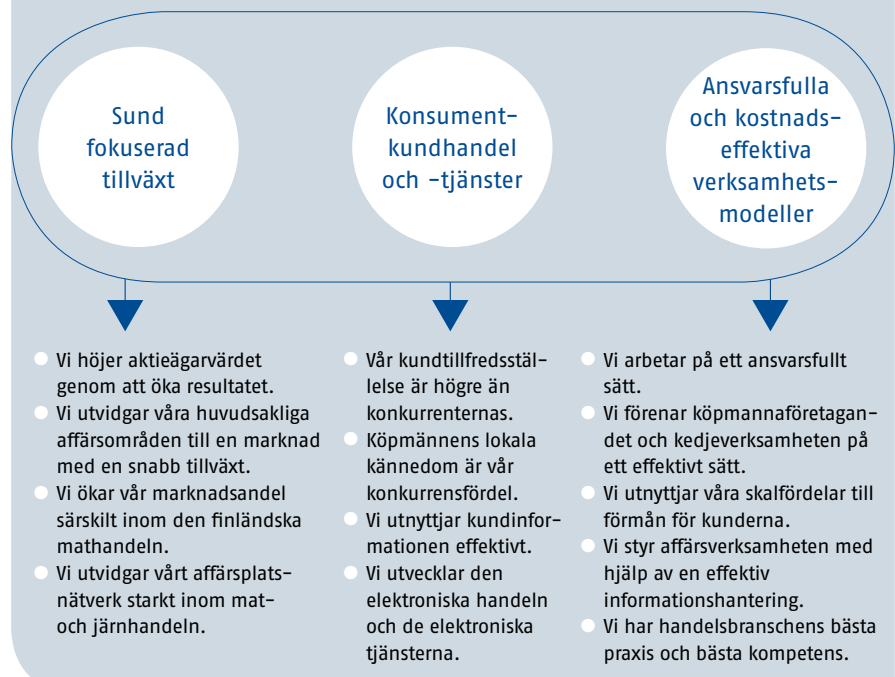 Sund
fokuserad
tillväxt
Konsument-
kundhandel
och -tjänster
Ansvarsfulla
och kostnads-
effektiva
verksamhets-
modeller
Vi höjer aktieägarvärdet
genom att öka resultatet.
Vi utvidgar våra huvudsakliga
affärsområden till en marknad
med en snabb tillväxt.
Vi ökar vår marknadsandel
särskilt inom den finländska
mathandeln.
Vi utvidgar vårt affärsplats-
nätverk starkt inom mat-
och järnhandeln.
Vår kundtillfredsstäl-
lelse är högre än
konkurrenternas.
Köpmännens lokala
kännedom är vår
konkurrensfördel.
Vi utnyttjar kundinfor-
mationen effektivt.
Vi utvecklar den
elektroniska handeln
och de elektroniska
tjänsterna.
Vi arbetar på ett ansvarsfullt
sätt.
Vi förenar köpmannaföretagan-
det och kedjeverksamheten på
ett effektivt sätt.
Vi utnyttjar våra skalfördelar till
förmån för kunderna.
Vi styr affärsverksamheten med
hjälp av en effektiv
informationshantering.
Vi har handelsbranschens bästa
praxis och bästa kompetens.